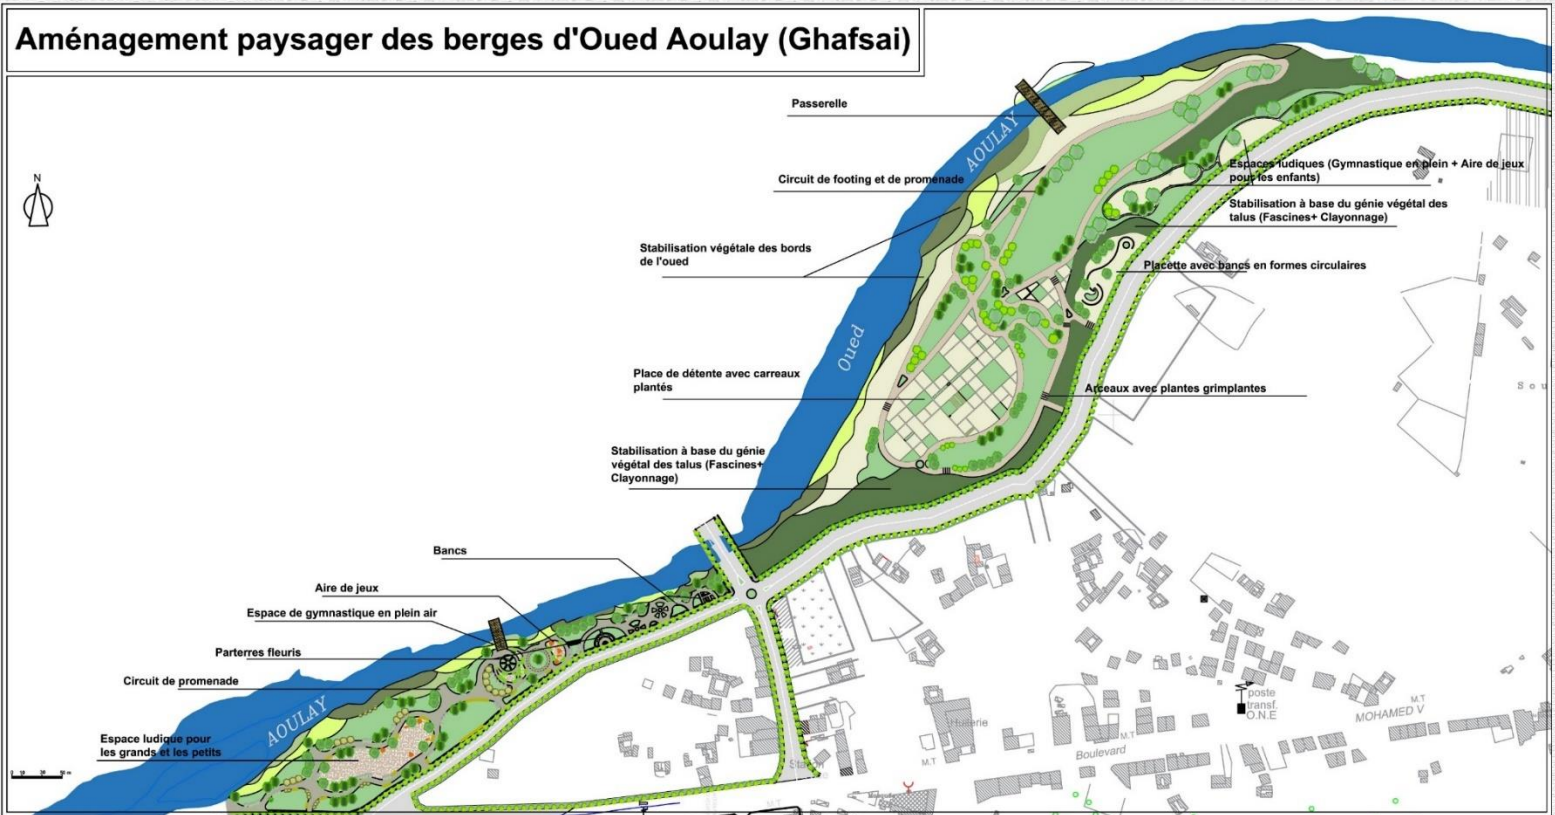 Aménagement paysager des berges d'Oued Aoulay (Ghafsai)
N
Passerelle
AOULAY
Circuit de footing et de promenade
Espaces ludiques (Gymnastique en plein + Aire de jeux
pour les enfants)
Stabilisation à base du génie végétal des
talus (Fascines+ Clayonnage)
Stabilisation végétale des bords
de l'oued
Placette avec bancs en formes circulaires
Oued
Place de détente avec carreaux
plantés
Arceaux avec plantes grimplantes
Stabilisation à base du génie
végétal des talus (Fascines+
Clayonnage)
Bancs
Aire de jeux
Espace de gymnastique en plein air
Parterres fleuris
Circuit de promenade
AOULAY
Espace ludique pour
les grands et les petits
poste
transf.
O.N.E
M.T
MOHAMED V
Huilerie
M.T
Boulevard
M.T
M.T